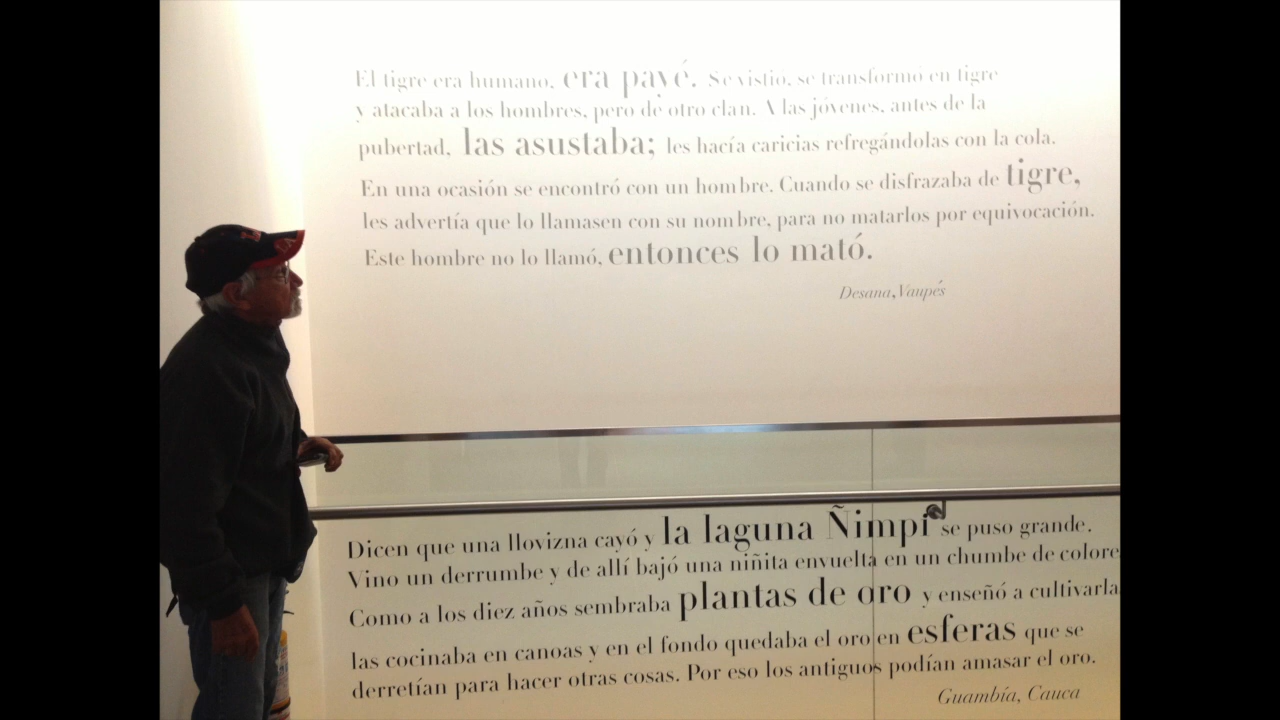 El tigre era humano, era payé. Se vistió, se transformó en tigre
y atacaba a los hombres, pero de otro clan. A las jóvenes, antes de la
pubertad, las asustaba; les hacía caricias refregándolas con la cola.
En una ocasión se encontró con un hombre. Cuando se disfrazaba de tigre,
les advertía que lo llamasen con su nombre, para no matarlos por equivocación.
Este hombre no lo llamó, entonces lo mató.
Desana, Vaupés
Dicen que una llovizna cayó y la laguna Ñimpi se puso grande.
Vino un derrumbe y de allí bajó una niñita envuelta en un chumbe de colore
Como a los diez años sembraba plantas de oro y enseñó a cultivarla
las cocinaba en canoas y en el fondo quedaba el oro en esferas que se
derretían para hacer otras cosas. Por eso los antiguos podían amasar el oro.
Guambía, Cauca